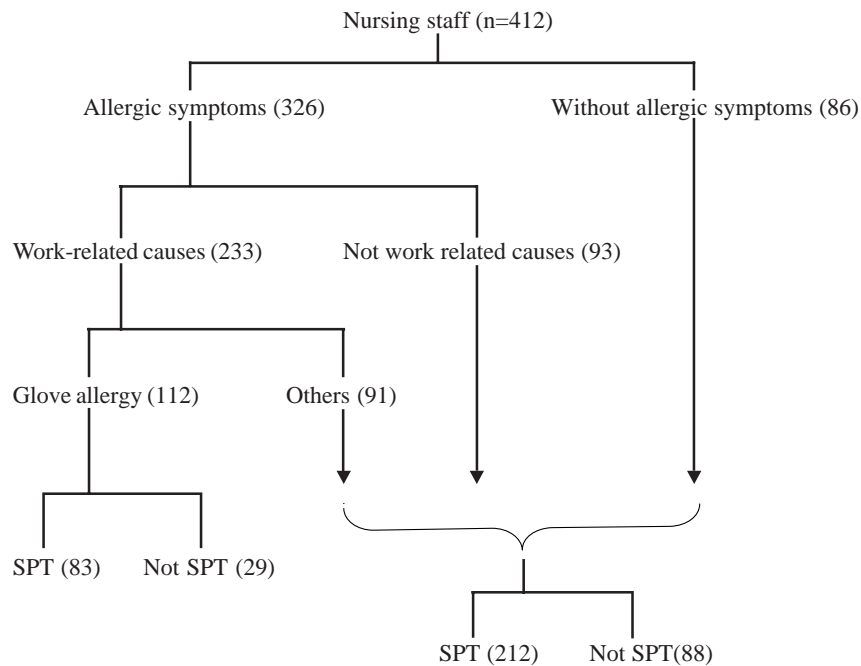 Nursing staff (n=412)
Allergic symptoms (326)
Without allergic symptoms (86)
Work-related causes (233)
Not work related causes (93)
Glove allergy (112)
Others (91)
SPT (83)
Not SPT (29)
SPT (212)
Not SPT(88)